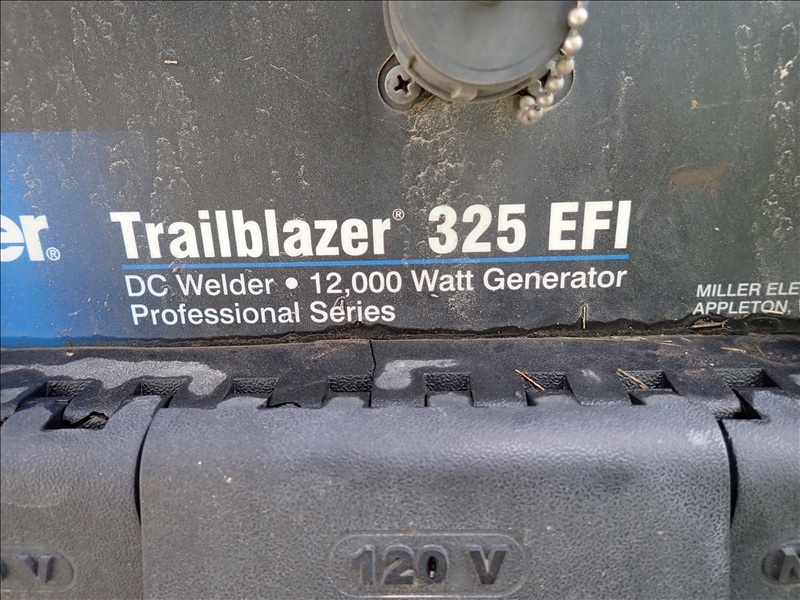 er®
Trailblazer® 325 EFI
DC Welder • 12,000 Watt Generator
Professional Series
MILLER ELE
APPLETON,
120 V
V